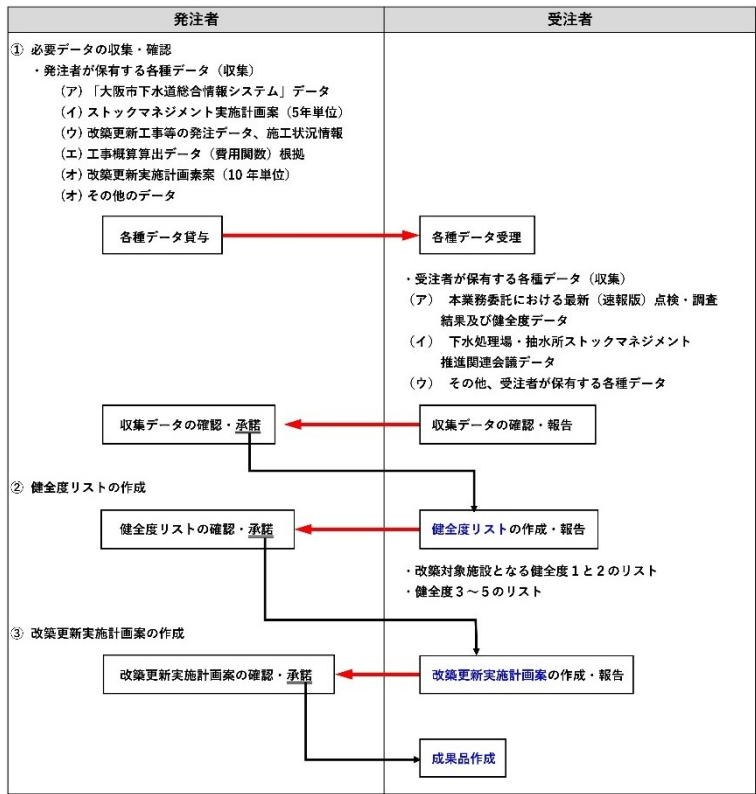 発注者
受注者
① 必要データの収集・確認
・発注者が保有する各種データ（収集）
（ア）「大阪市下水道総合情報システム」データ
（イ）ストックマネジメント実施計画案（5年単位）
（ウ）改築更新工事等の発注データ、施工状況情報
（エ）工事概算算出データ（費用関数）根拠
（オ）改築更新実施計画素案（10 年単位）
（オ）その他のデータ
各種データ貸与
各種データ受理
・受注者が保有する各種データ（収集）
（ア） 本業務委託における最新（速報版）点検・調査
結果及び健全度データ
（イ） 下水処理場・抽水所ストックマネジメント
推進関連会議データ
（ウ） その他、受注者が保有する各種データ
収集データの確認・承諾
収集データの確認・報告
② 健全度リストの作成
健全度リストの確認・承諾
健全度リストの作成・報告
・改築対象施設となる健全度１と２のリスト
・健全度３～５のリスト
③ 改築更新実施計画案の作成
改築更新実施計画案の確認・承諾
改築更新実施計画案の作成・報告
成果品作成